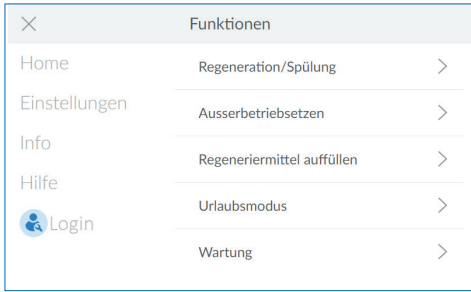 Funktionen
Home
Einstellungen
Info
Hilfe
Login
Regeneration/Spülung
Ausserbetriebsetzen
Regeneriermittel auffüllen
Urlaubsmodus
Wartung